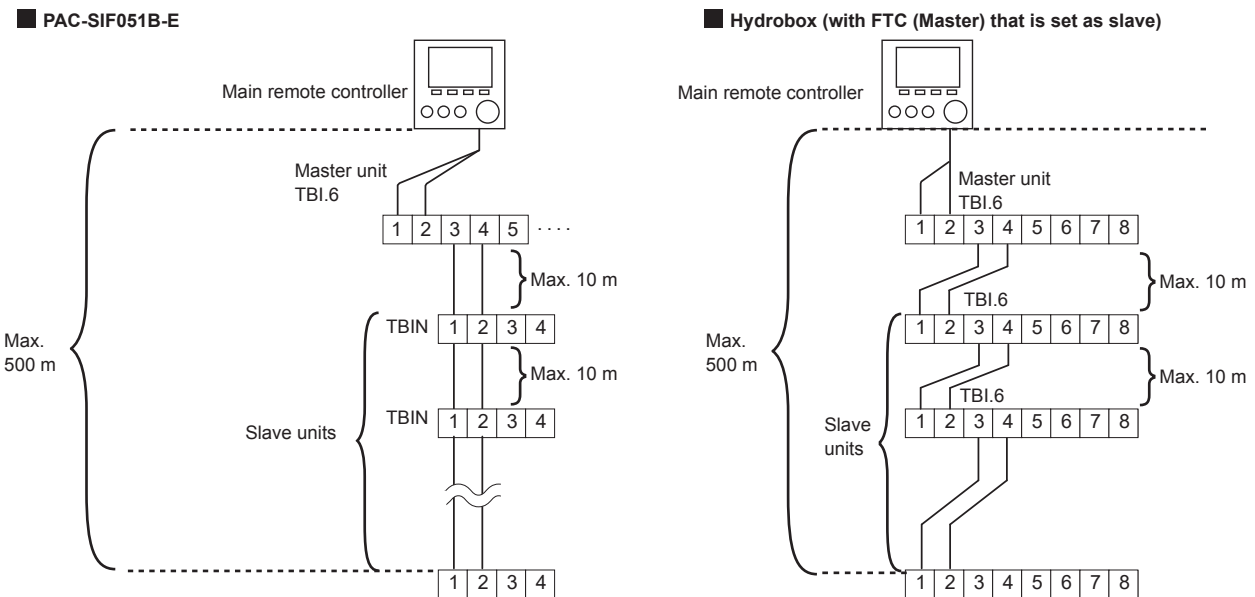 ■ PAC-SIF051B-E
Main remote controller
Master unit
TBI.6
1 2 3 4 5 ····
Max. 10 m
TBIN 1 2 3 4
Max. 10 m
TBIN 1 2 3 4
Max.
500 m
Slave units
1 2 3 4
■ Hydrobox (with FTC (Master) that is set as slave)
Main remote controller
Master unit
TBI.6
1 2 3 4 5 6 7 8
Max. 10 m
TBI.6
1 2 3 4 5 6 7 8
Max. 10 m
TBI.6
1 2 3 4 5 6 7 8
Max.
500 m
Slave
units
1 2 3 4 5 6 7 8